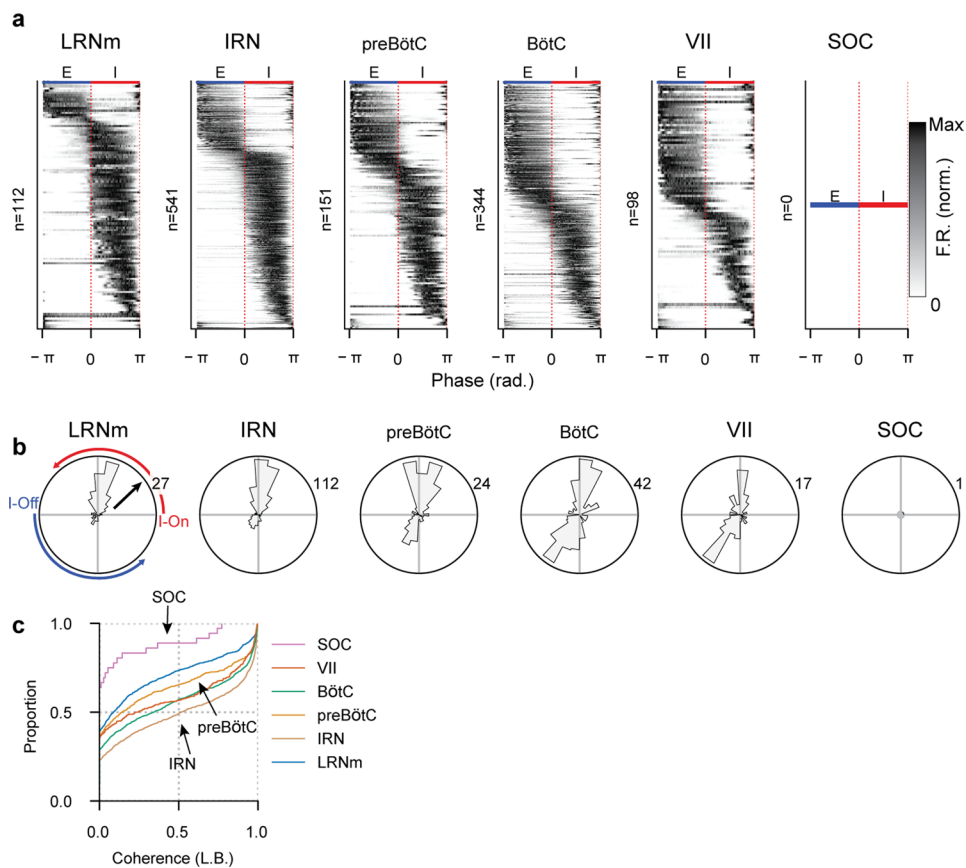 a
LRNm IRN preBötC BötC VII SOC
E I E I E I E I E I
n=112 n=541 n=151 n=344 n=98 n=0
E I
Max
F.R. (norm.)
0
− π 0 π − π 0 π − π 0 π − π 0 π − π 0 π − π 0 π
Phase (rad.)
b
LRNm IRN preBötC BötC VII SOC
27 112 24 42 17 1
I-Off
I-On
c
SOC
1.0
SOC
VII
BötC
preBötC
IRN
LRNm
Proportion
0.5
preBötC
IRN
0.0
0.0 0.5 1.0
Coherence (L.B.)